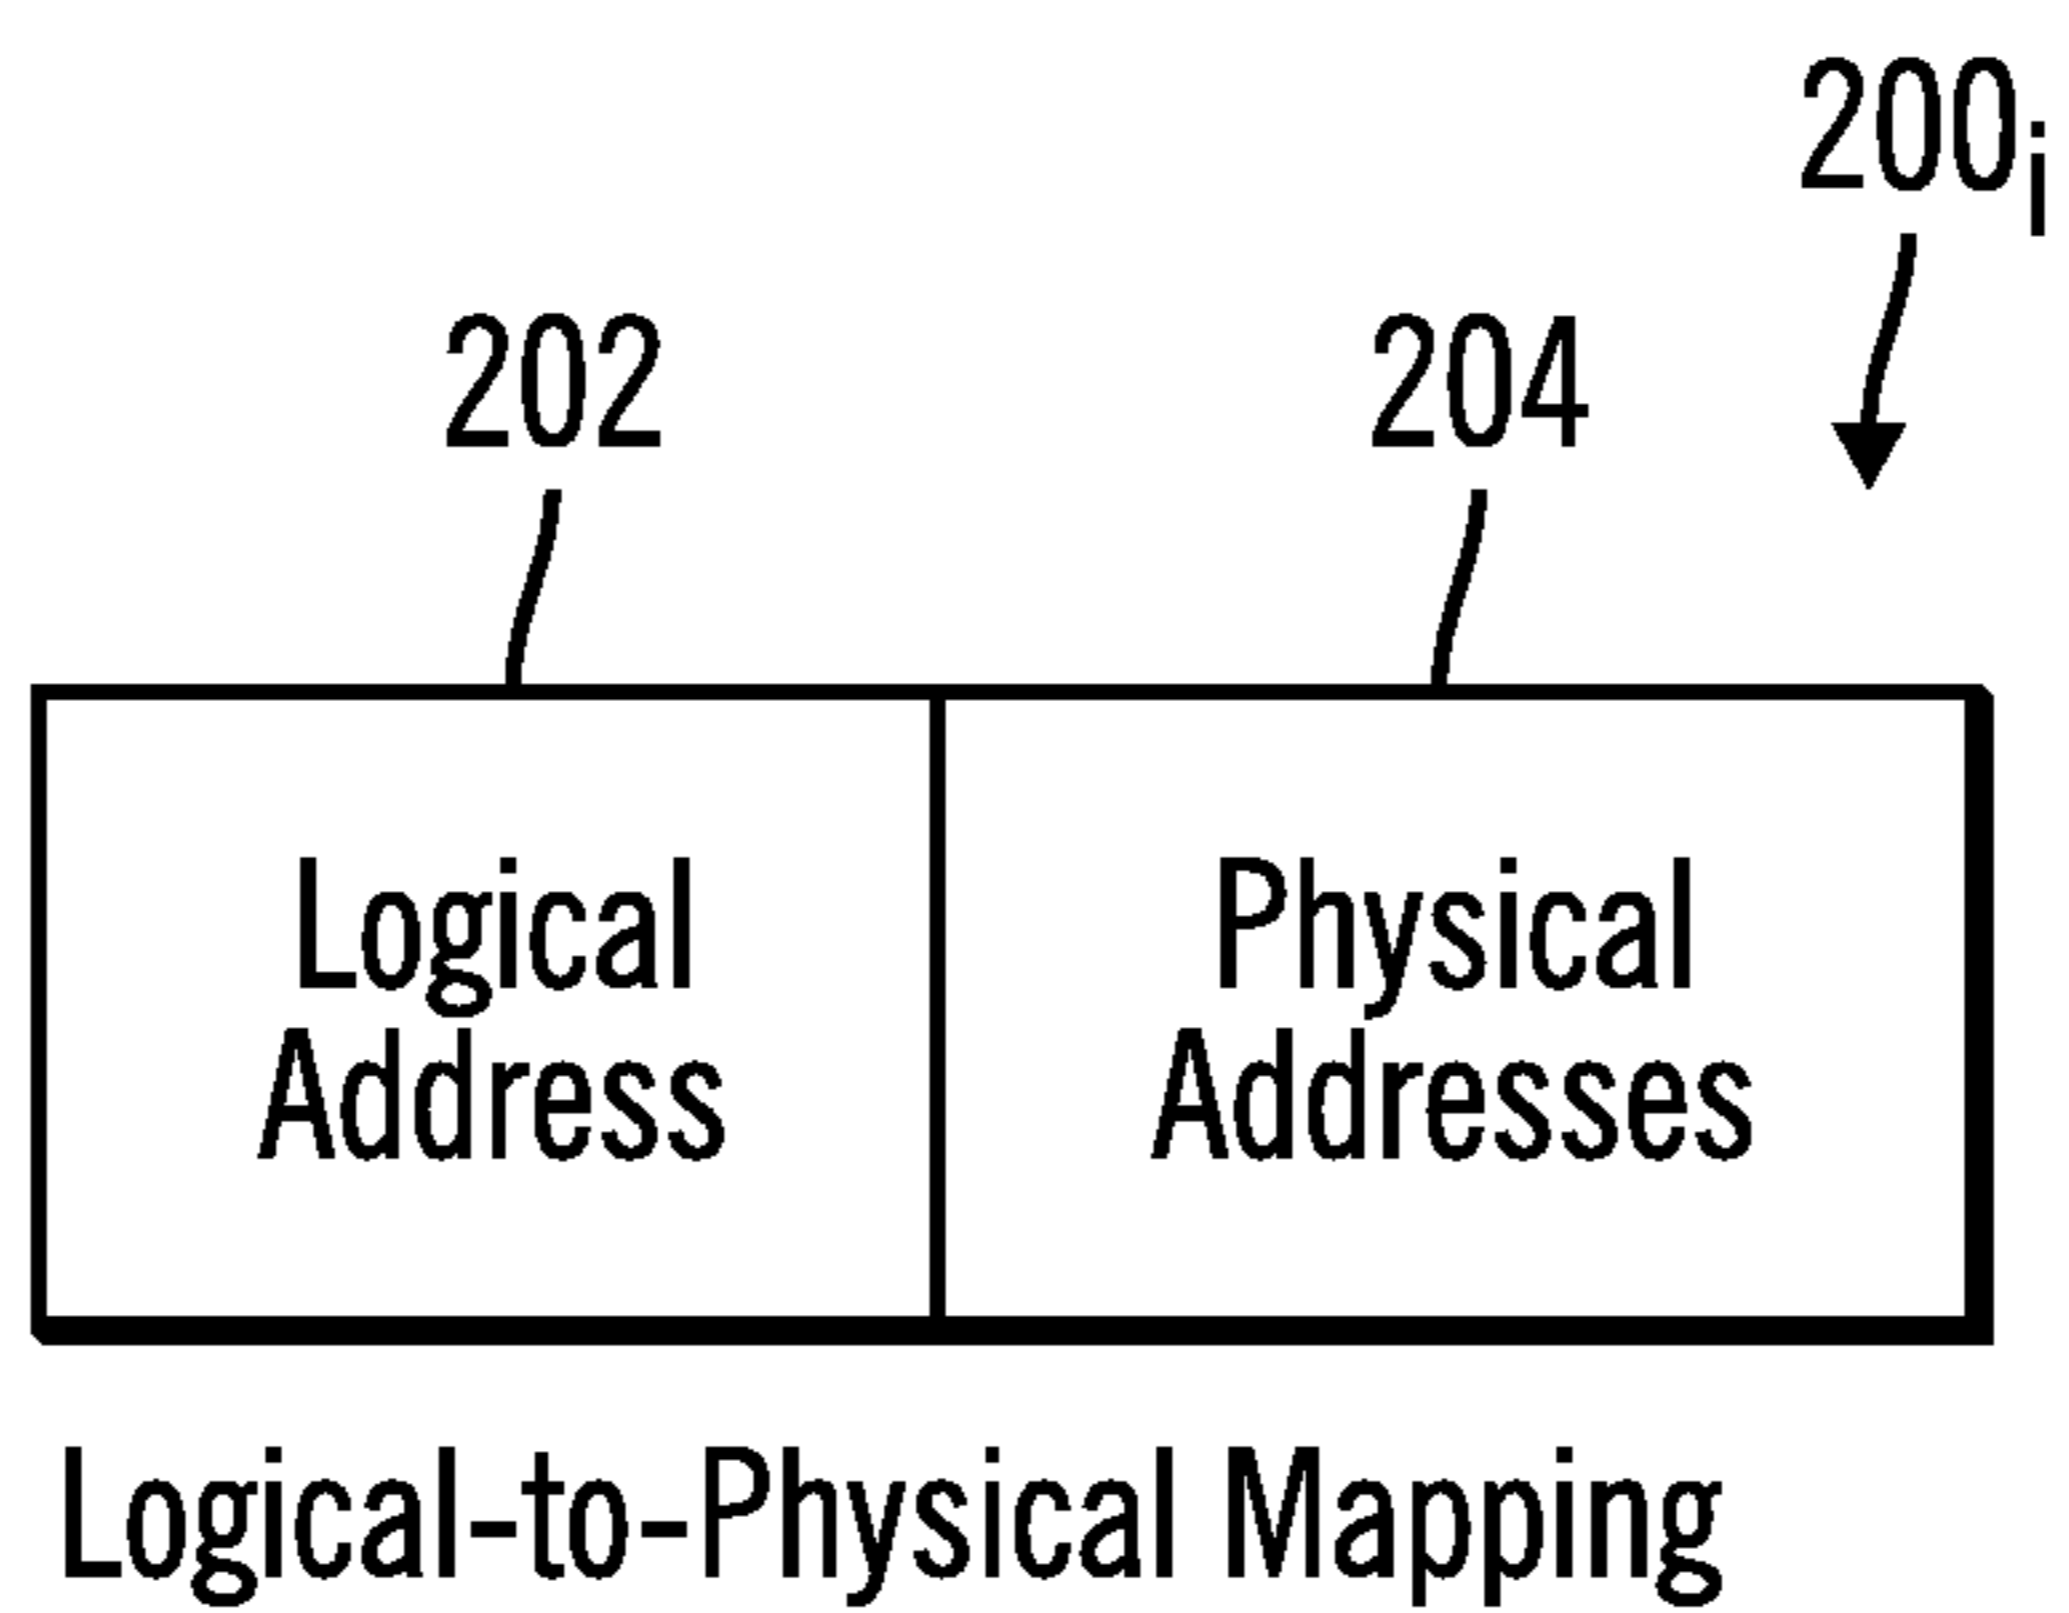 200i
202
204
Logical
Address
Physical
Addresses
Logical-to-Physical Mapping